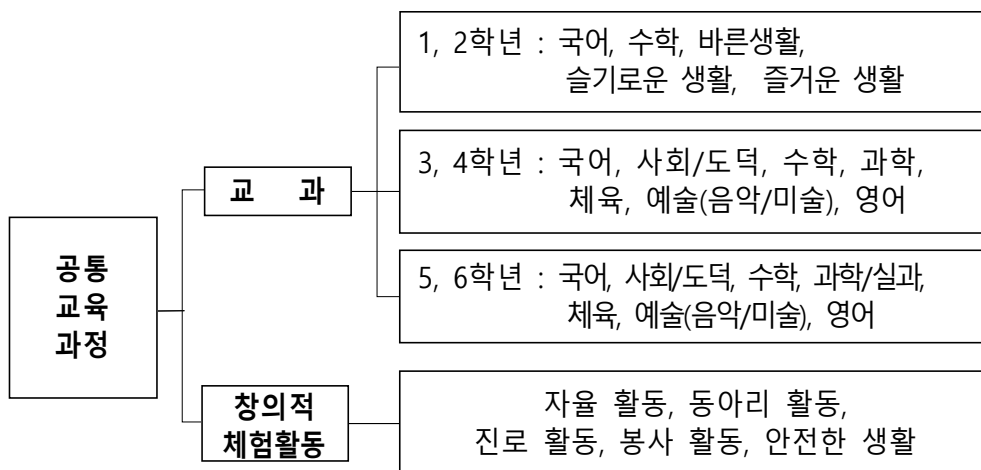 공통
교육
과정
교 과
1, 2학년 : 국어, 수학, 바른생활,
슬기로운 생활, 즐거운 생활
3, 4학년 : 국어, 사회/도덕, 수학, 과학,
체육, 예술(음악/미술), 영어
5, 6학년 : 국어, 사회/도덕, 수학, 과학/실과,
체육, 예술(음악/미술), 영어
창의적
체험활동
자율 활동, 동아리 활동,
진로 활동, 봉사 활동, 안전한 생활